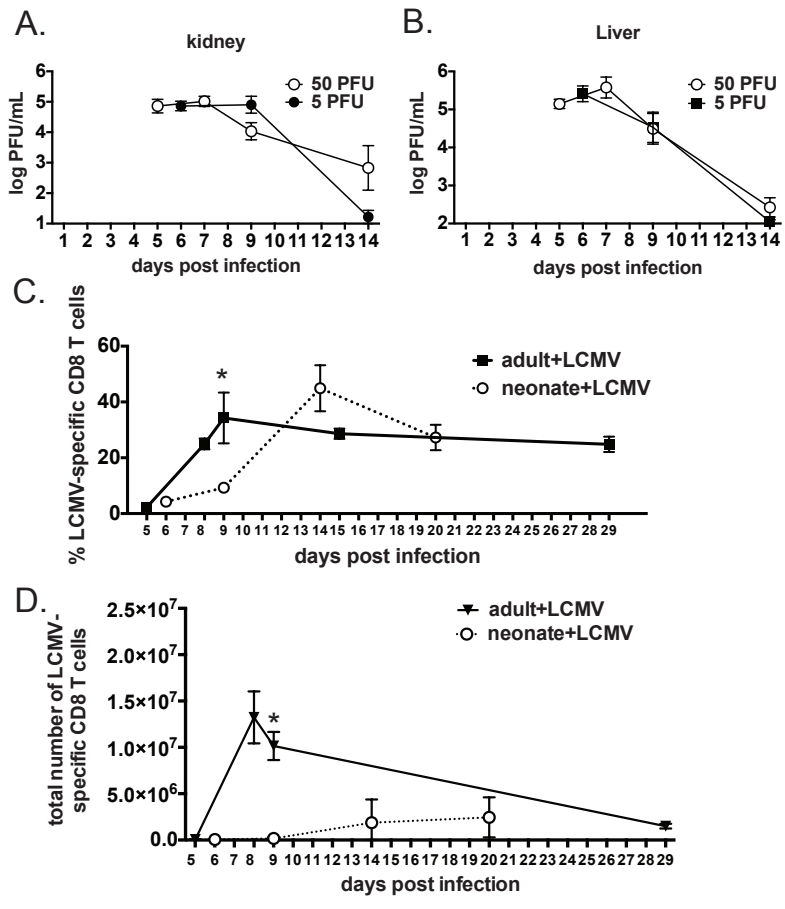 A.
kidney
50 PFU
5 PFU
log PFU/mL
6
5
4
3
2
1
1 2 3 4 5 6 7 8 9 10 11 12 13 14
days post infection
B.
Liver
50 PFU
5 PFU
log PFU/mL
6
5
4
3
2
1 2 3 4 5 6 7 8 9 10 11 12 13 14
days post infection
C.
% LCMV-specific CD8 T cells
60
40
20
0
*
adult+LCMV
neonate+LCMV
5 6 7 8 9 10 11 12 13 14 15 16 17 18 19 20 21 22 23 24 25 26 27 28 29
days post infection
D.
total number of LCMV-
specific CD8 T cells
2.5×10⁷
2.0×10⁷
1.5×10⁷
1.0×10⁷
5.0×10⁶
0.0
*
adult+LCMV
neonate+LCMV
5 6 7 8 9 10 11 12 13 14 15 16 17 18 19 20 21 22 23 24 25 26 27 28 29
days post infection